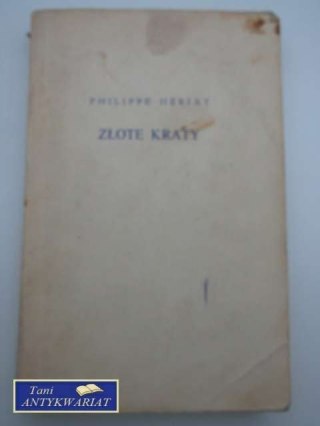 PHILIPPE HÉRIAT
ZŁOTE KRATY
Tani
ANTYKWARIAT